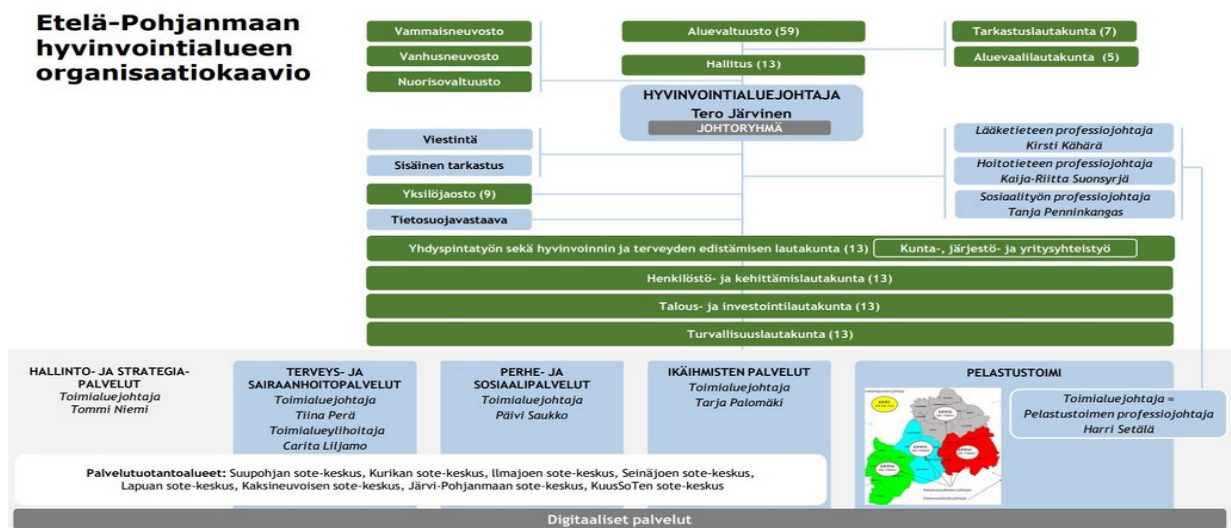 Etelä-Pohjanmaan
hyvinvointialueen
organisaatiokaavio
Vammaisneuvosto
Vanhusneuvosto
Nuorisovaltuusto
Aluevaltuusto (59)
Hallitus (13)
Tarkastuslautakunta (7)
Aluevaalilautakunta (5)
HYVINVOINTIALUEJOHTAJA
Tero Järvinen
JOHTORYHMÄ
Viestintä
Sisäinen tarkastus
Yksilöjaosto (9)
Tietosuojavastaava
Lääketieteen professiojohtaja
Kirsti Kähärä
Hoitotieteen professiojohtaja
Kaija-Riitta Suonsyrjä
Sosiaalityön professiojohtaja
Tanja Penninkangas
Yhdyspintatyön sekä hyvinvoinnin ja terveyden edistämisen lautakunta (13)
Kunta-, järjestö- ja yritysyhteistyö
Henkilöstö- ja kehittämislautakunta (13)
Talous- ja investointilautakunta (13)
Turvallisuuslautakunta (13)
HALLINTO- JA STRATEGIA-
PALVELUT
Toimialuejohtaja
Tommi Niemi
TERVEYS- JA
SAIRAANHOITOPALVELUT
Toimialuejohtaja
Tiina Perä
Toimialueylihoitaja
Carita Liljamo
PERHE- JA
SOSIAALIPALVELUT
Toimialuejohtaja
Päivi Saukko
IKÄIHMISTEN PALVELUT
Toimialuejohtaja
Tarja Palomäki
PELASTUSTOIMI
Toimialuejohtaja =
Pelastustoimen professiojohtaja
Harri Setälä
Palvelutuotantoalueet: Suupohjan sote-keskus, Kurikan sote-keskus, Ilmajoen sote-keskus, Seinäjoen sote-keskus,
Lapuan sote-keskus, Kaksineuvoisen sote-keskus, Järvi-Pohjanmaan sote-keskus, KuusSoTen sote-keskus
Digitaaliset palvelut